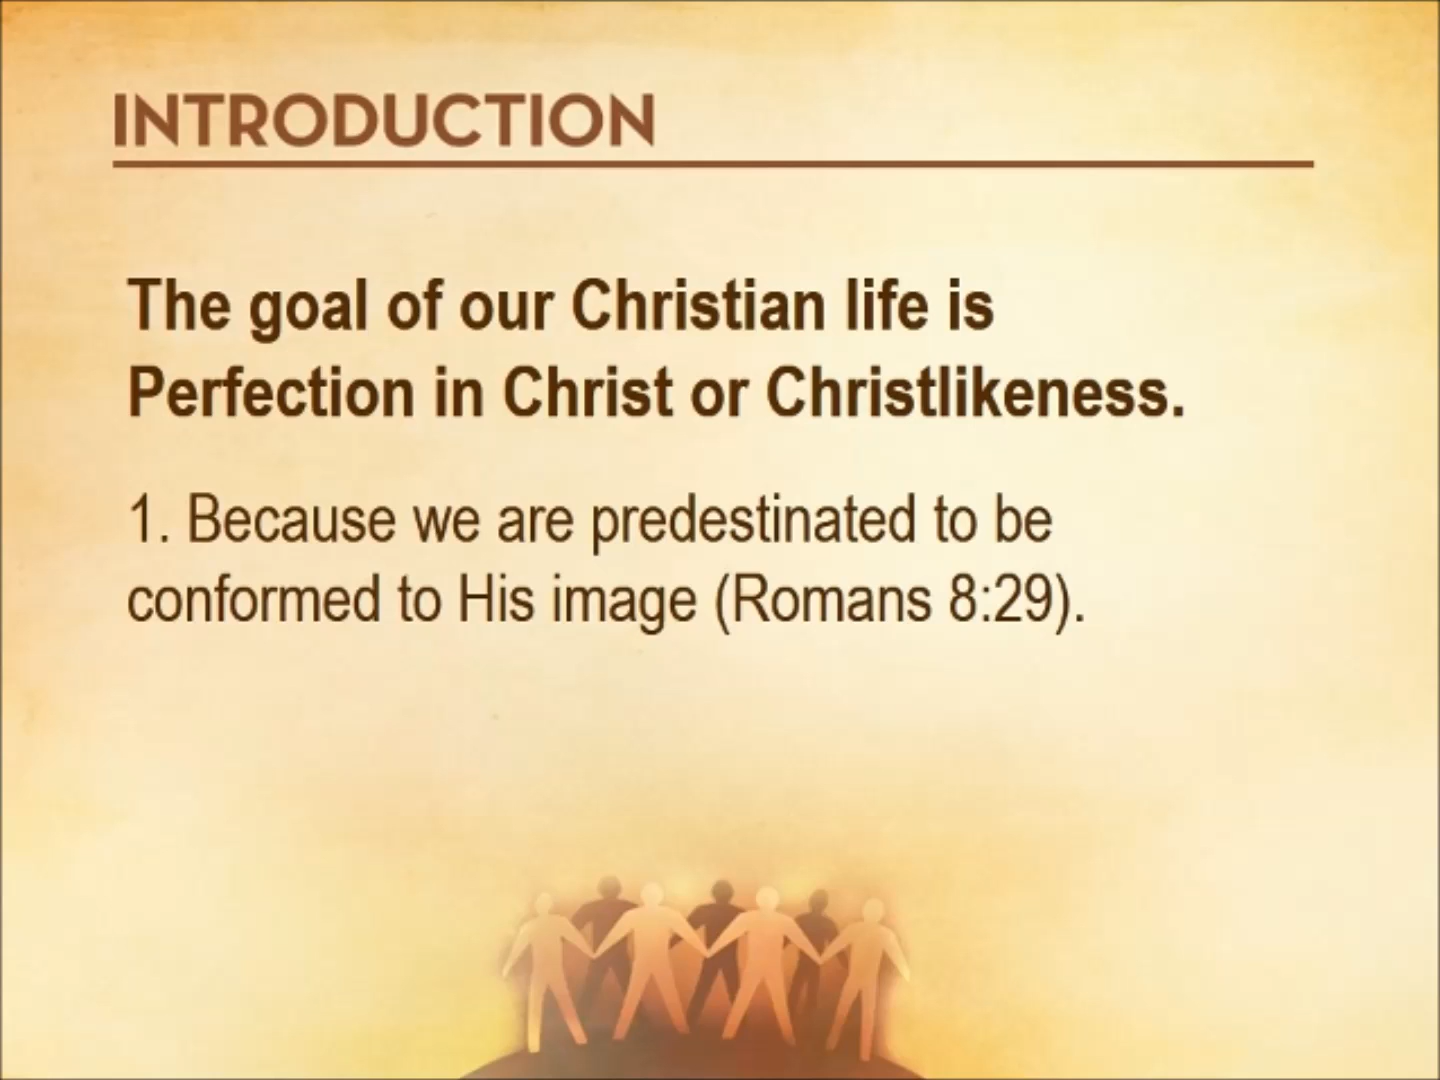 INTRODUCTION
The goal of our Christian life is
Perfection in Christ or Christlikeness.
1. Because we are predestinated to be
conformed to His image (Romans 8:29).